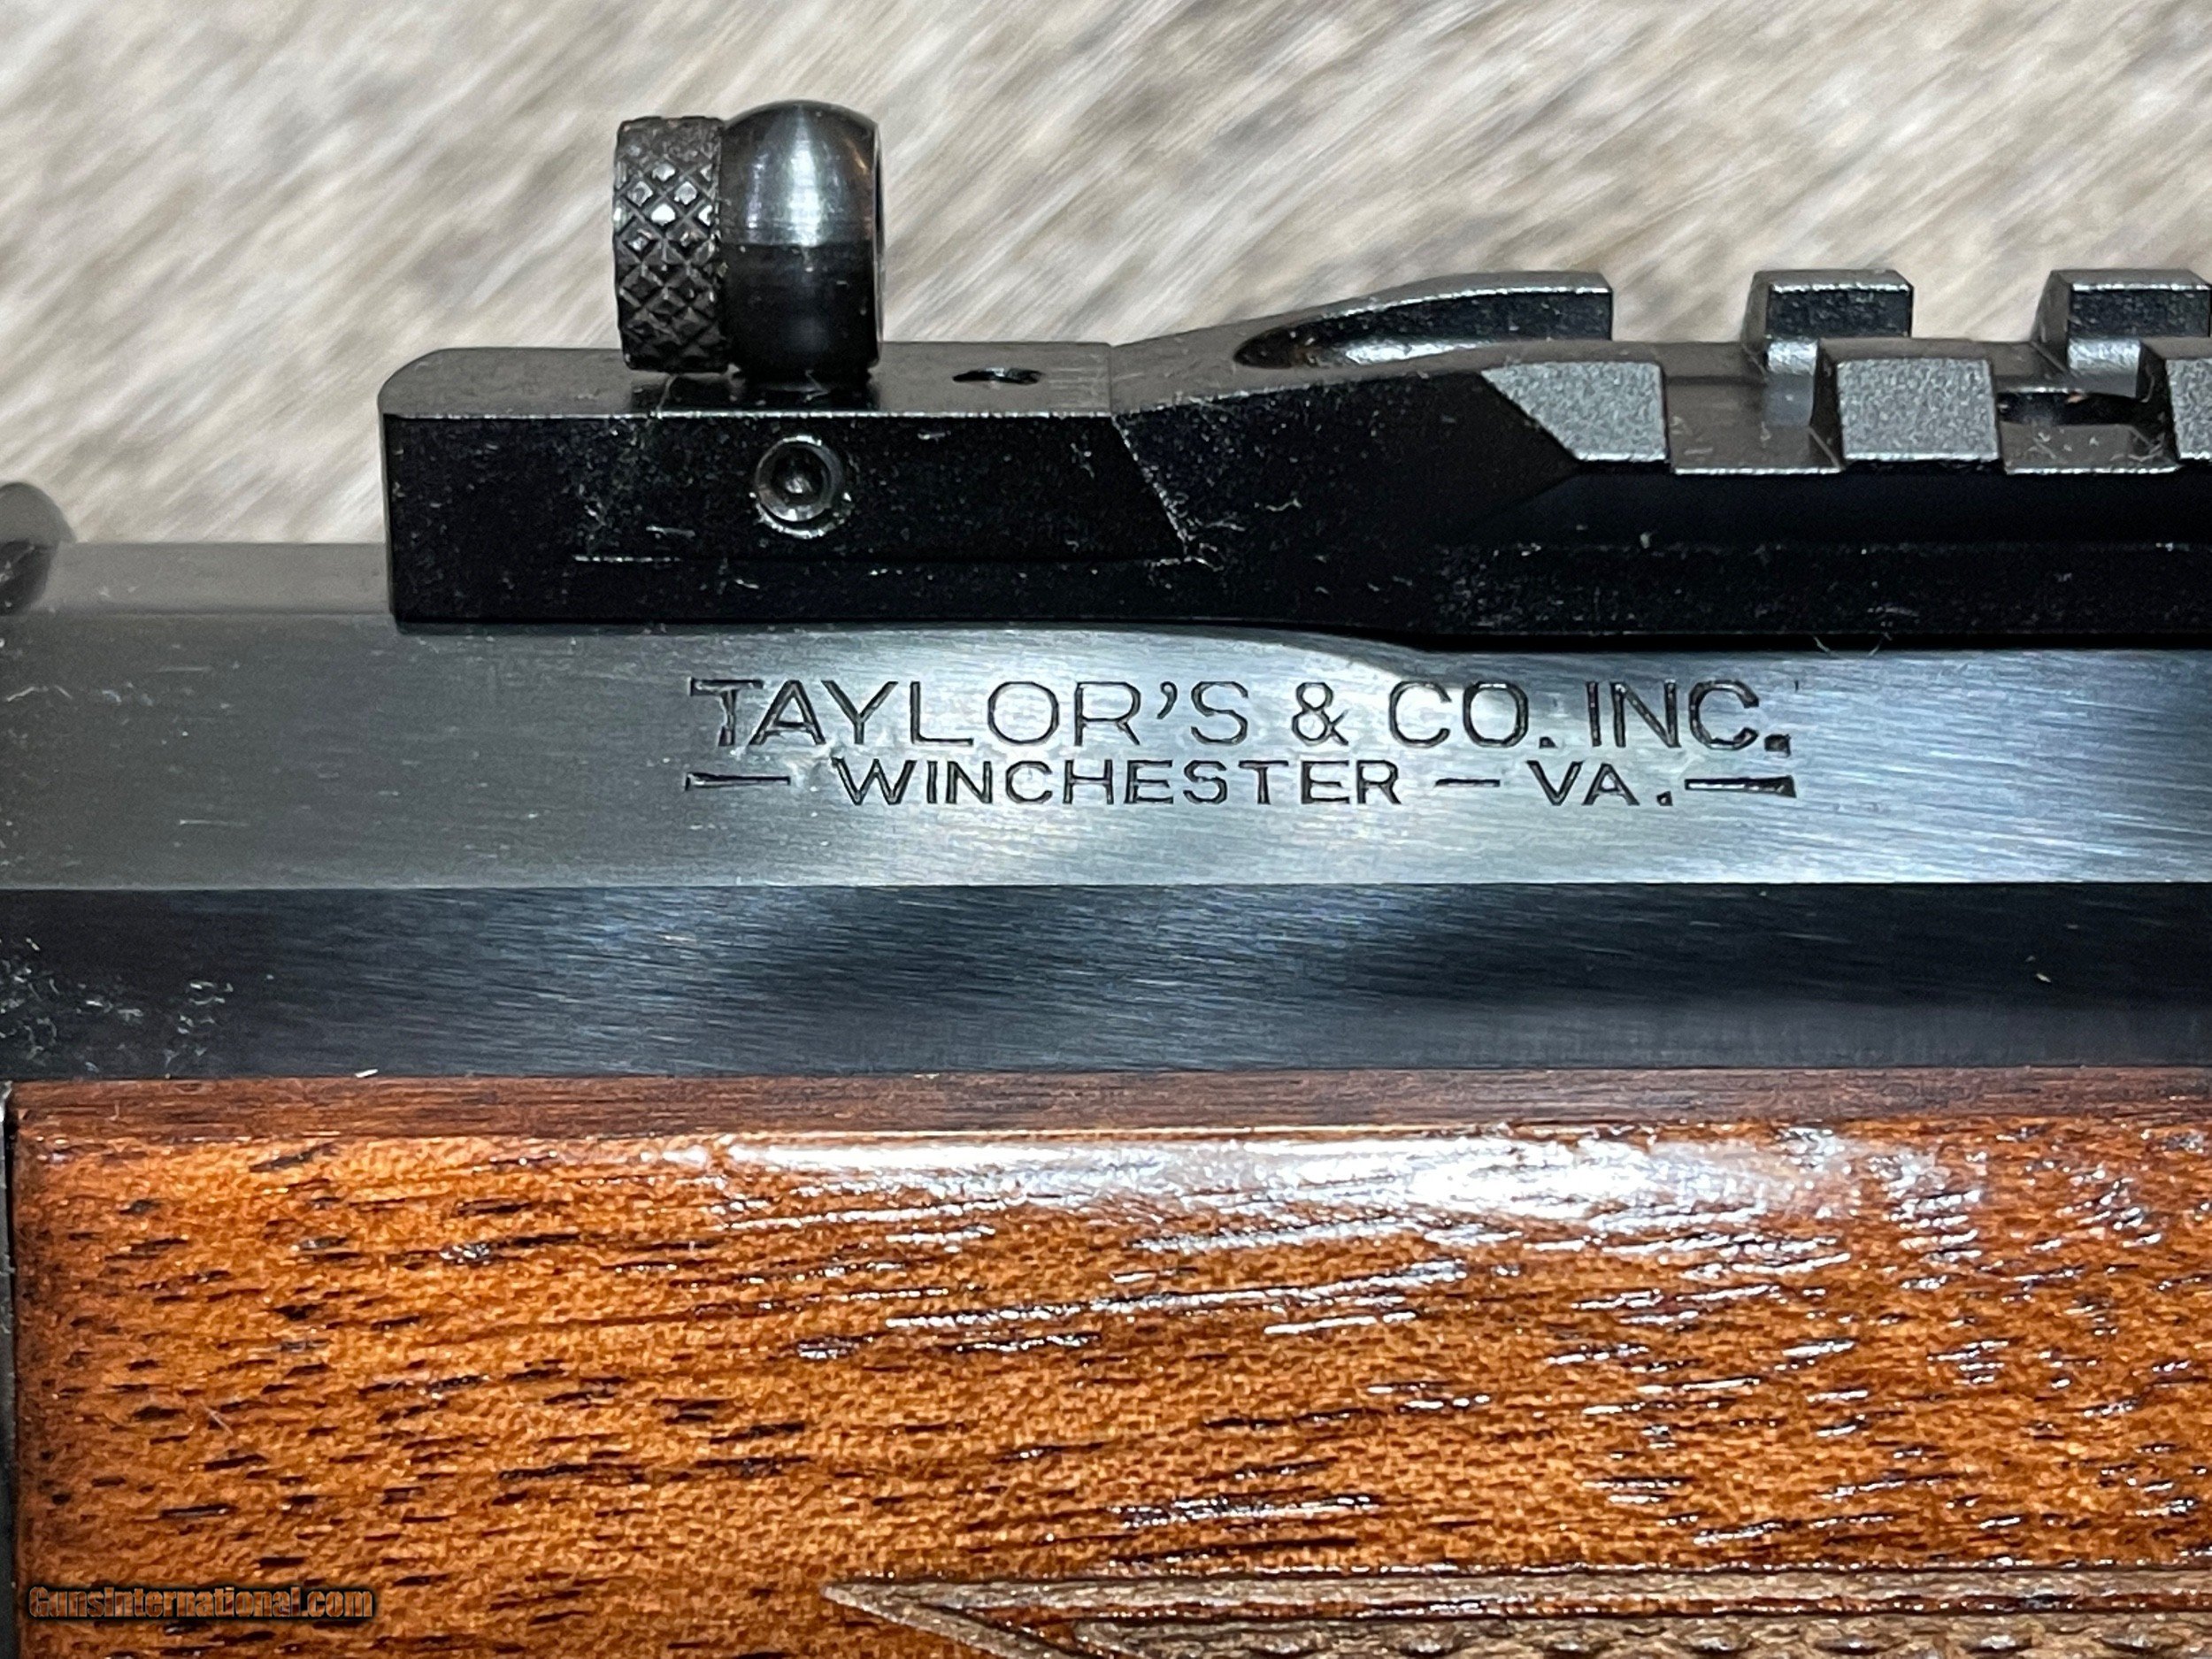 TAYLOR'S & CO. INC.
— WINCHESTER — VA. —
GunsInternational.com